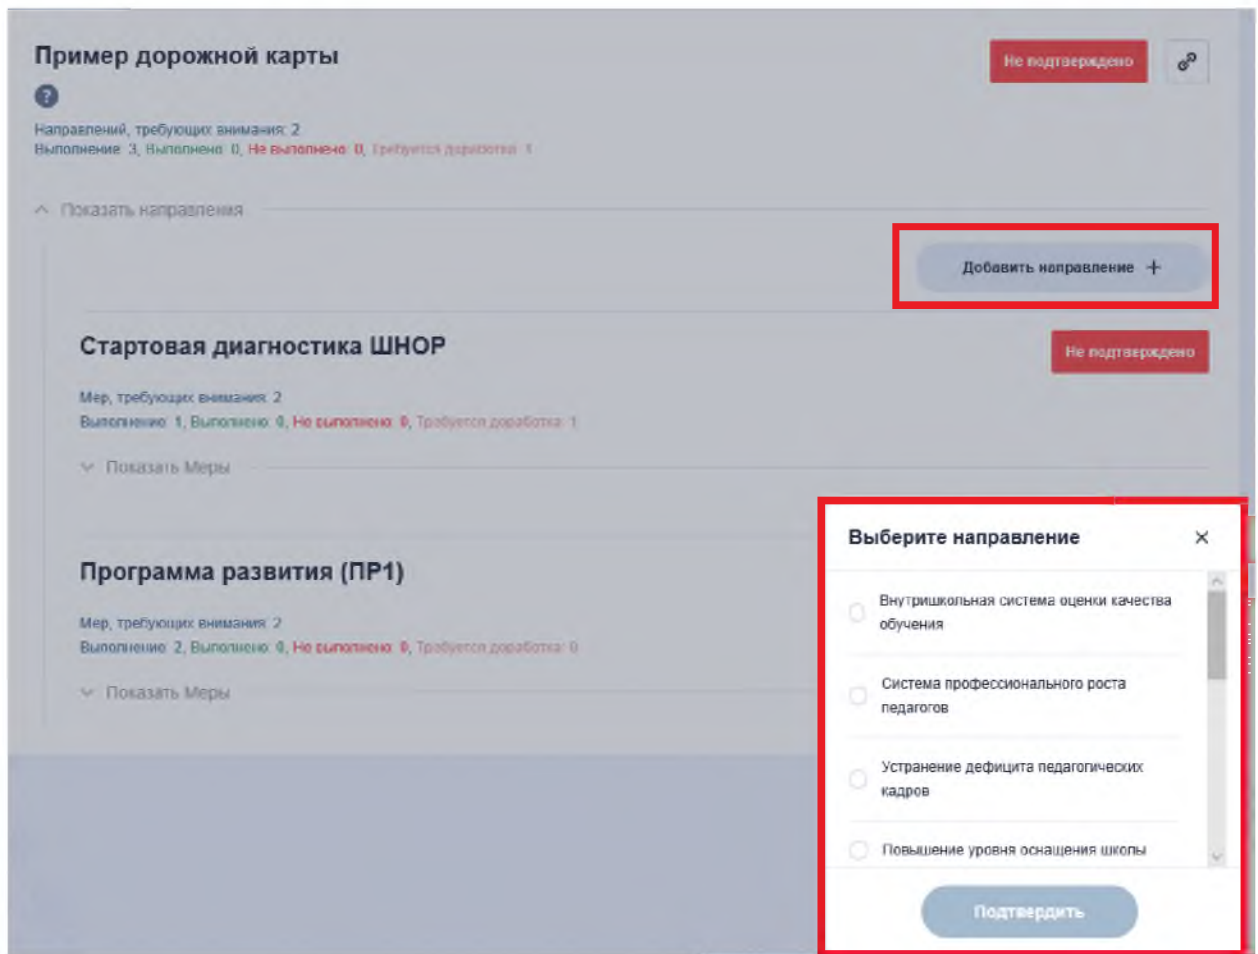 Пример дорожной карты
Не подтверждено
?
Направлений, требующих внимания: 2
Выполнение: 3, Выполнено: 0, Не выполнено: 0, Требуется доработка: 1
Показать направления
Добавить направление +
Стартовая диагностика ШНОР
Не подтверждено
Мер, требующих внимания: 2
Выполнение: 1, Выполнено: 0, Не выполнено: 0, Требуется доработка: 1
Показать Меры
Программа развития (ПР1)
Мер, требующих внимания: 2
Выполнение: 2, Выполнено: 0, Не выполнено: 0, Требуется доработка: 0
Показать Меры
Выберите направление
Внутришкольная система оценки качества
обучения
Система профессионального роста
педагогов
Устранение дефицита педагогических
кадров
Повышение уровня оснащения школы
Подтвердить